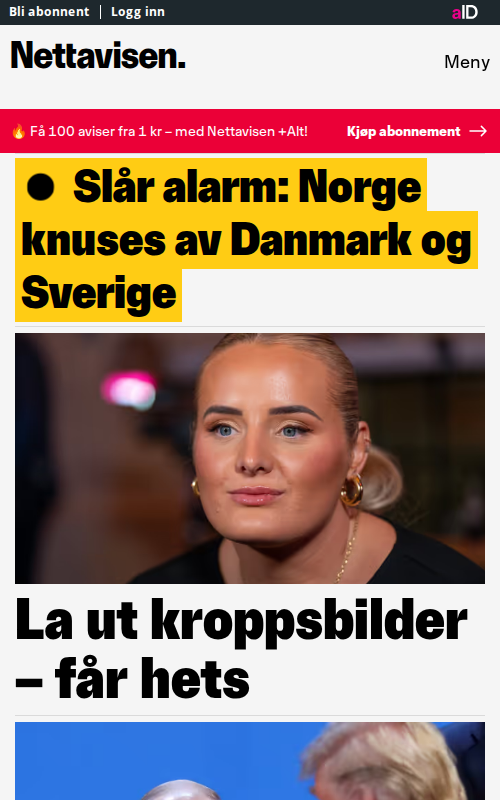 Bli abonnent | Logg inn aID
Nettavisen.
Meny
🔥 Få 100 aviser fra 1 kr – med Nettavisen +Alt! Kjøp abonnement →
● Slår alarm: Norge
knuses av Danmark og
Sverige
La ut kroppsbilder
– får hets